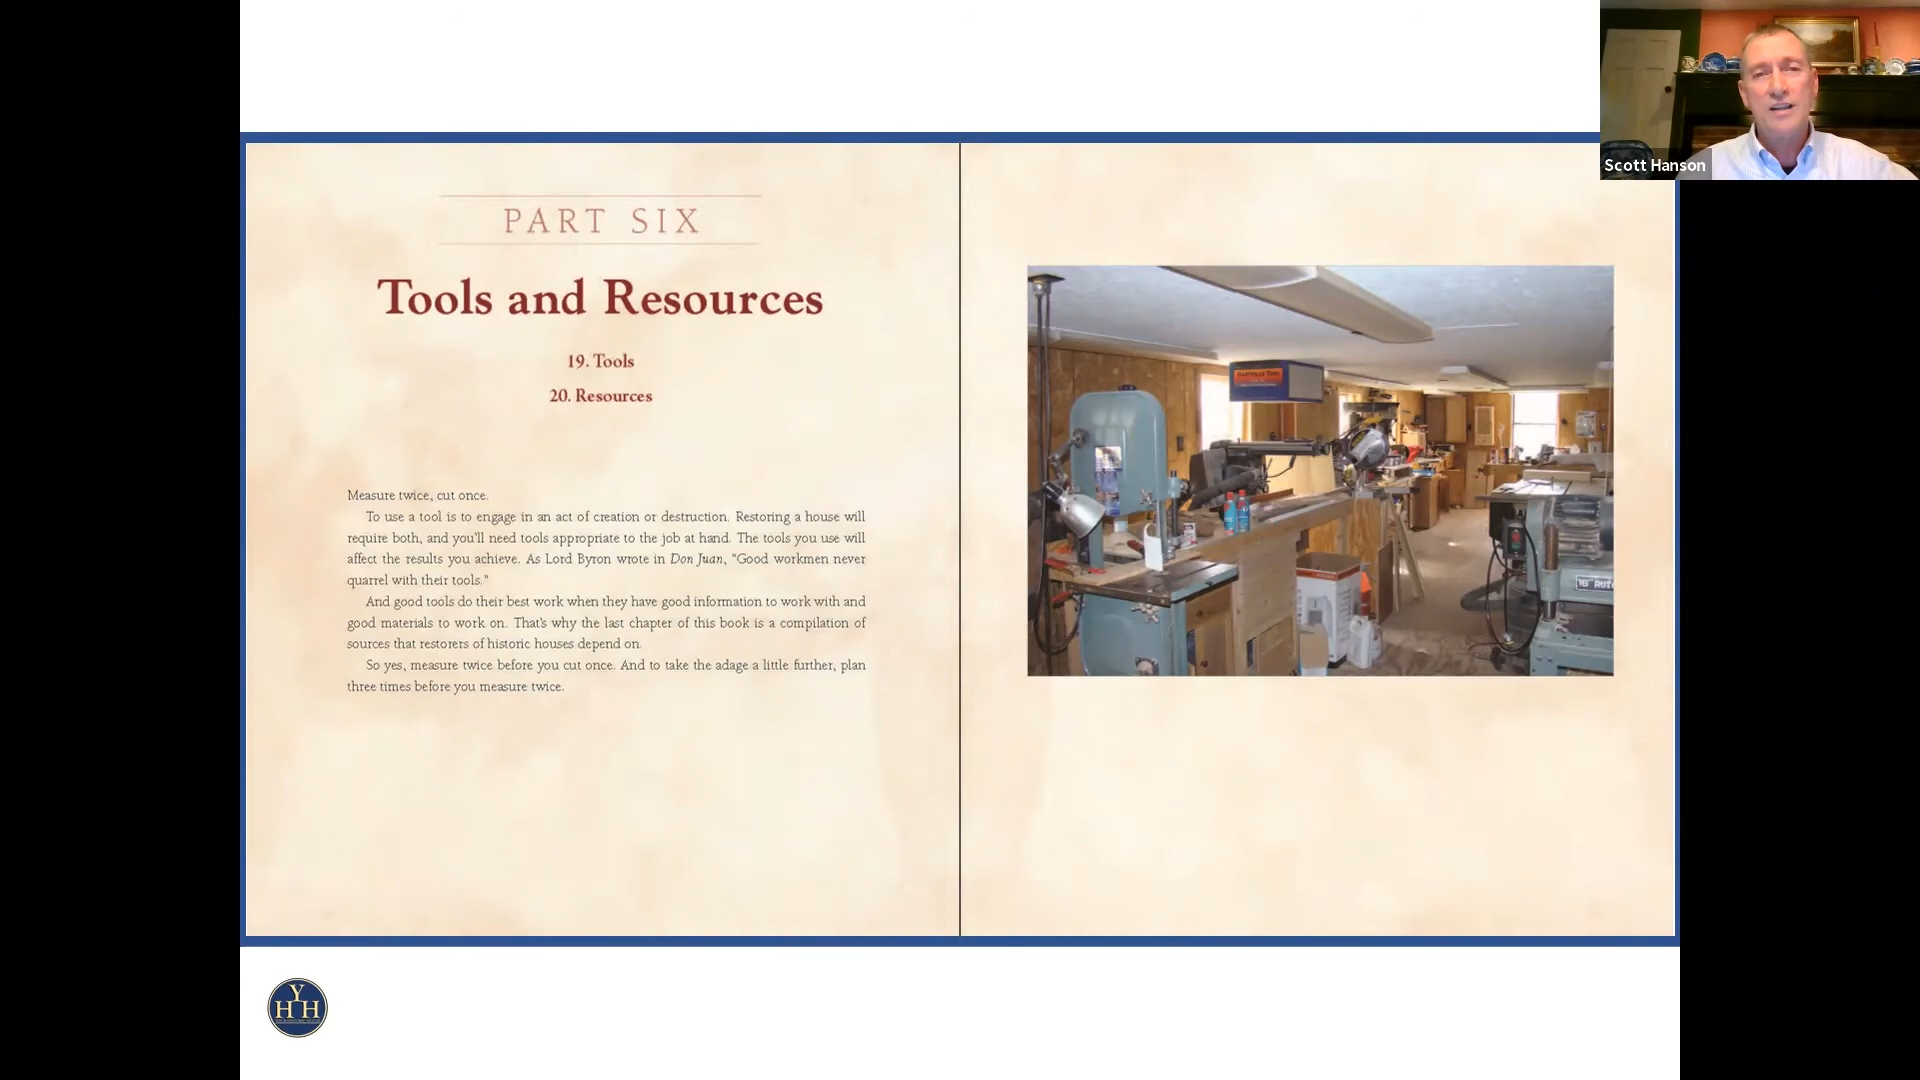 PART SIX
Tools and Resources
19. Tools
20. Resources
Measure twice, cut once.
To use a tool is to engage in an act of creation or destruction. Restoring a house will
require both, and you'll need tools appropriate to the job at hand. The tools you use will
affect the results you achieve. As Lord Byron wrote in Don Juan, "Good workmen never
quarrel with their tools."
And good tools do their best work when they have good information to work with and
good materials to work on. That's why the last chapter of this book is a compilation of
sources that restorers of historic houses depend on.
So yes, measure twice before you cut once. And to take the adage a little further, plan
three times before you measure twice.
Scott Hanson
Y
HH